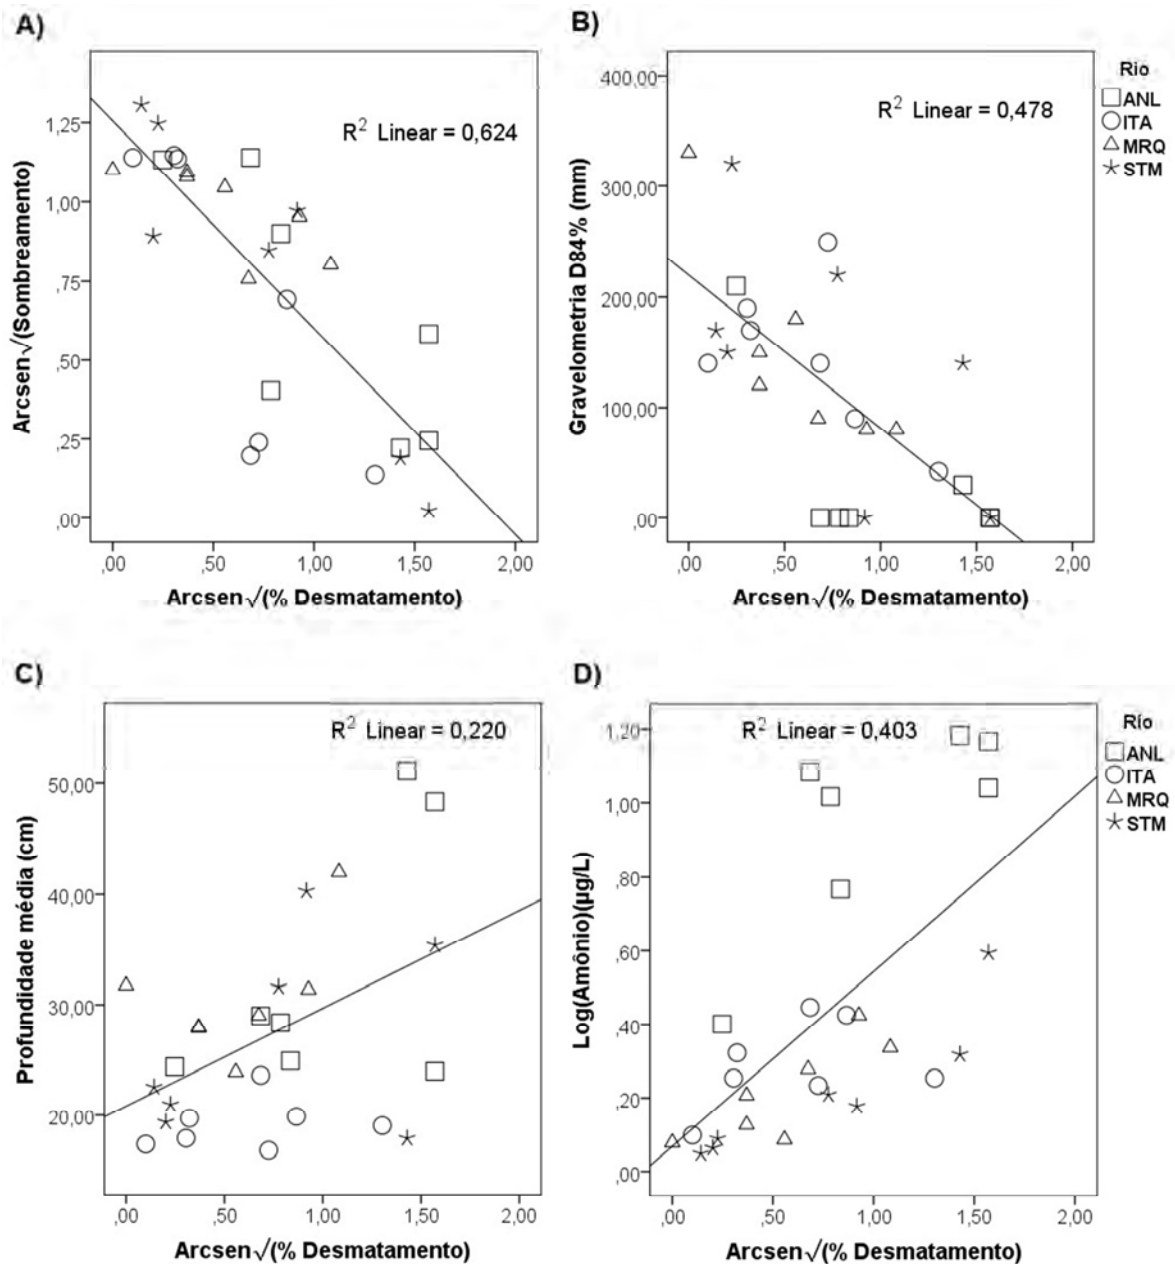 A)
R² Linear = 0,624
Arcsen√(Sombreamento)
1,25
1,00
,75
,50
,25
,00
,00 ,50 1,00 1,50 2,00
Arcsen√(% Desmatamento)
B)
R² Linear = 0,478
Gravelometria D84% (mm)
400,00
300,00
200,00
100,00
,00
,00 ,50 1,00 1,50 2,00
Arcsen√(% Desmatamento)
Rio
ANL
ITA
MRQ
STM
C)
R² Linear = 0,220
Profundidade média (cm)
50,00
40,00
30,00
20,00
,00 ,50 1,00 1,50 2,00
Arcsen√(% Desmatamento)
D)
R² Linear = 0,403
Log(Amônio)(µg/L)
1,20
1,00
,80
,60
,40
,20
,00
,00 ,50 1,00 1,50 2,00
Arcsen√(% Desmatamento)
Río
ANL
ITA
MRQ
STM